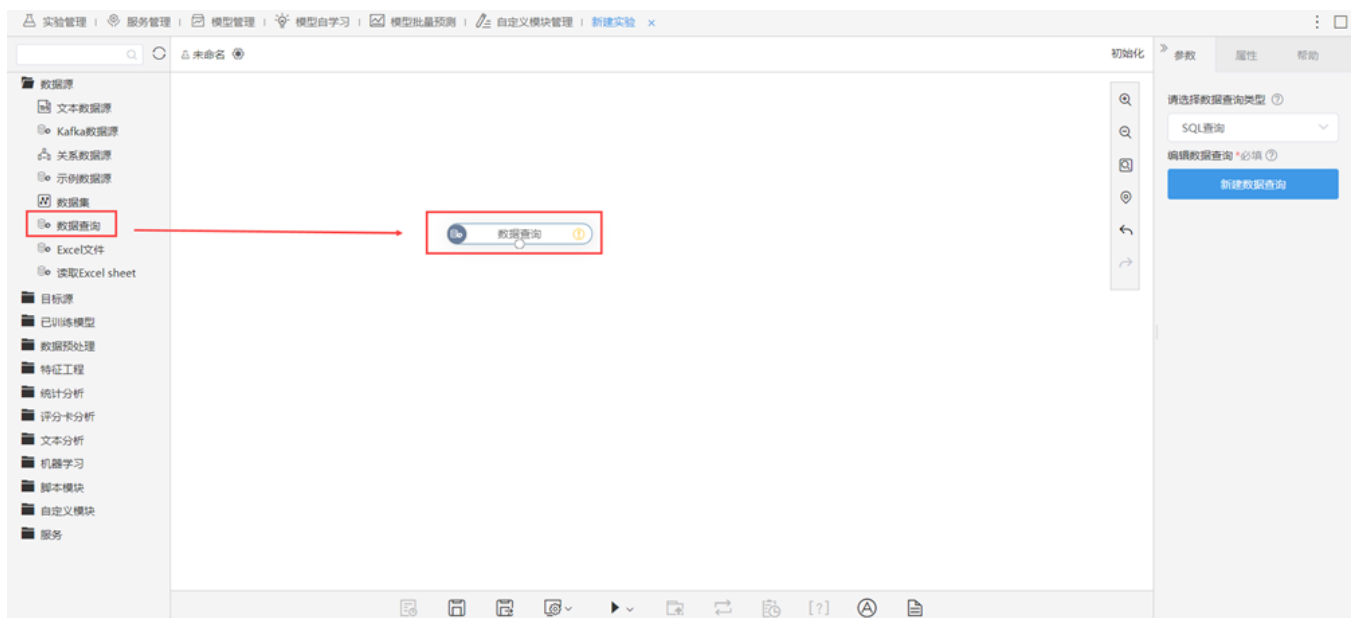 实验管理 服务管理 模型管理 模型自学习 模型批量预测 自定义模块管理 新建实验 ×
未命名 初始化 参数 属性 帮助
数据源
文本数据源
Kafka数据源
关系数据源
示例数据源
数据集
数据查询
Excel文件
读取Excel sheet
目标源
已训练模型
数据预处理
特征工程
统计分析
评分卡分析
文本分析
机器学习
脚本模块
自定义模块
服务
数据查询
请选择数据查询类型
SQL查询
编辑数据查询 *必填
新建数据查询
[?]